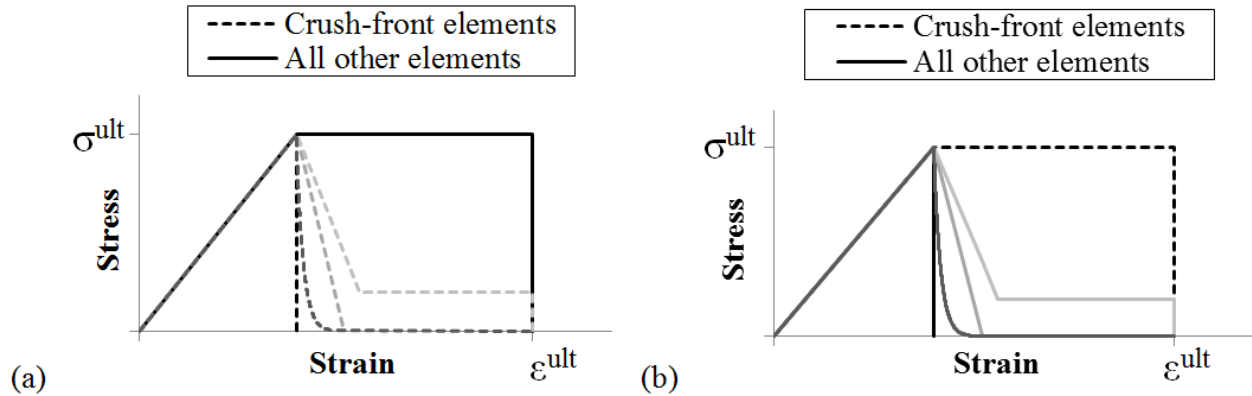 Crush-front elements
All other elements
σᵘˡᵗ
Stress
Strain
εᵘˡᵗ
(a)
Crush-front elements
All other elements
σᵘˡᵗ
Stress
Strain
εᵘˡᵗ
(b)